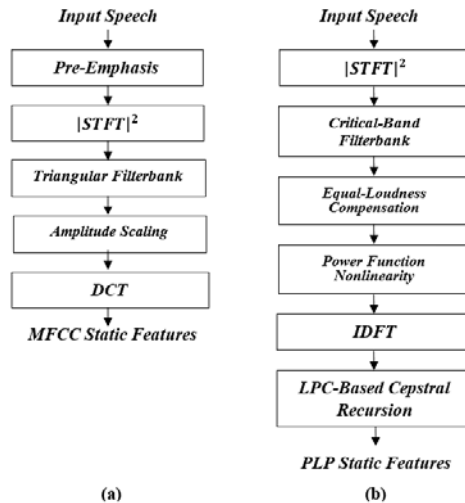 Input Speech
Pre-Emphasis
|STFT|²
Triangular Filterbank
Amplitude Scaling
DCT
MFCC Static Features
(a)
Input Speech
|STFT|²
Critical-Band
Filterbank
Equal-Loudness
Compensation
Power Function
Nonlinearity
IDFT
LPC-Based Cepstral
Recursion
PLP Static Features
(b)